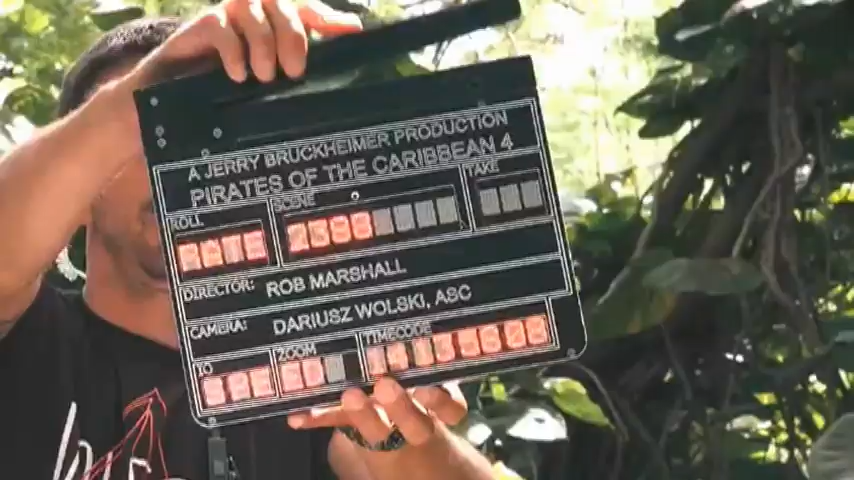 A JERRY BRUCKHEIMER PRODUCTION
PIRATES OF THE CARIBBEAN 4
ROLL SCENE TAKE
DIRECTOR: ROB MARSHALL
CAMERA: DARIUSZ WOLSKI, ASC
ZOOM TIMECODE